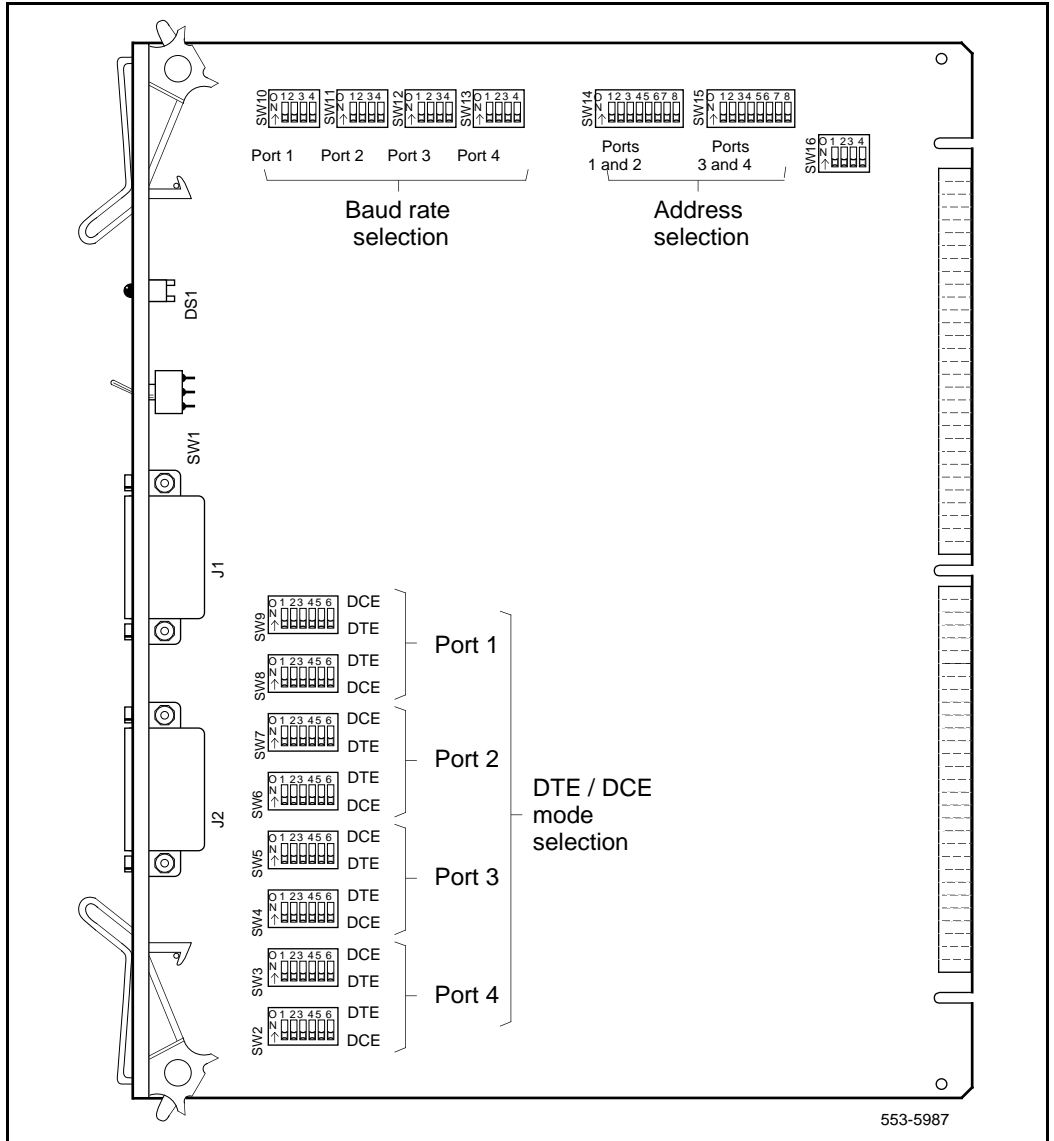 SW10
O 1 2 3 4
N
↑
SW11
O 1 2 3 4
N
↑
SW12
O 1 2 3 4
N
↑
SW13
O 1 2 3 4
N
↑
SW14
O 1 2 3 4 5 6 7 8
N
↑
SW15
O 1 2 3 4 5 6 7 8
N
↑
SW16
O 1 2 3 4
N
↑
Port 1
Port 2
Port 3
Port 4
Ports
1 and 2
Ports
3 and 4
Baud rate
selection
Address
selection
DS1
SW1
J1
J2
SW9
O 1 2 3 4 5 6
N
↑
DCE
DTE
SW8
O 1 2 3 4 5 6
N
↑
DTE
DCE
Port 1
SW7
O 1 2 3 4 5 6
N
↑
DCE
DTE
SW6
O 1 2 3 4 5 6
N
↑
DTE
DCE
Port 2
SW5
O 1 2 3 4 5 6
N
↑
DCE
DTE
SW4
O 1 2 3 4 5 6
N
↑
DTE
DCE
Port 3
SW3
O 1 2 3 4 5 6
N
↑
DCE
DTE
SW2
O 1 2 3 4 5 6
N
↑
DTE
DCE
Port 4
DTE / DCE
mode
selection
553-5987